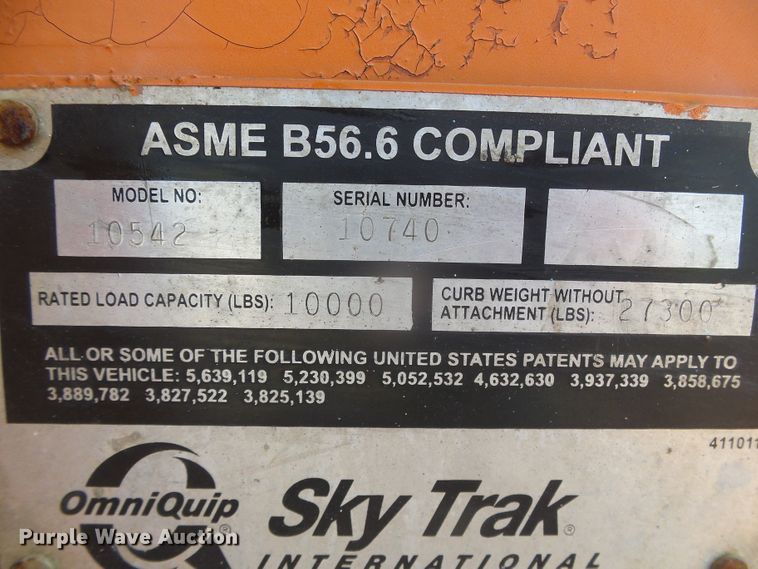 ASME B56.6 COMPLIANT
MODEL NO: SERIAL NUMBER:
10542 10740
RATED LOAD CAPACITY (LBS): 10000
CURB WEIGHT WITHOUT
ATTACHMENT (LBS): 27300
ALL OR SOME OF THE FOLLOWING UNITED STATES PATENTS MAY APPLY TO
THIS VEHICLE: 5,639,119 5,230,399 5,052,532 4,632,630 3,937,339 3,858,675
3,889,782 3,827,522 3,825,139
411011
OmniQuip ® Sky Trak®
INTERNATIONAL
Purple Wave Auction